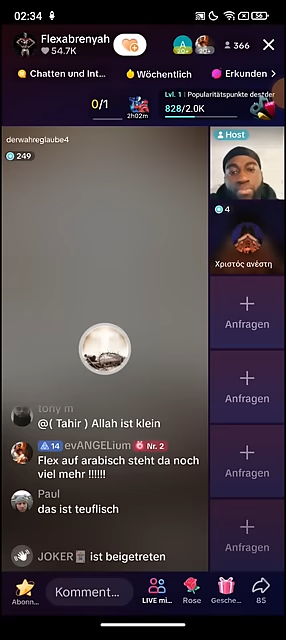 02:34
56
Flexabrenyah
54.7K
20+
20+
366
Chatten und Int...
Wöchentlich
Erkunden
0/1
2h02m
Lvl. 1 | Popularitätspunkte des
828/2.0K
derwahreglaube4
249
Host
4
Χριστός ανέστη
Anfragen
Anfragen
Anfragen
Anfragen
tony m
@( Tahir ) Allah ist klein
14 evANGELium Nr. 2
Flex auf arabisch steht da noch
viel mehr !!!!!!
Paul
das ist teuflisch
JOKER ist beigetreten
Abonn...
Komment...
LIVE mi...
Rose
Gesche...
85